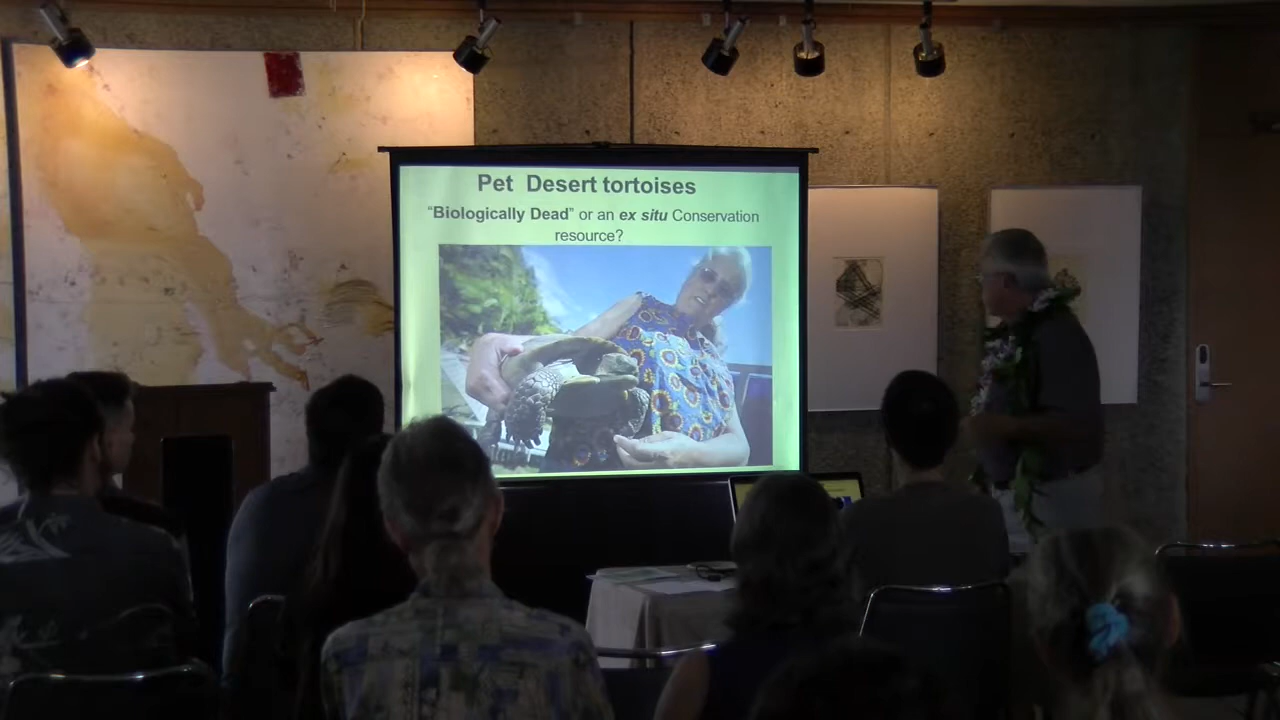 Pet Desert tortoises
“Biologically Dead” or an ex situ Conservation
resource?